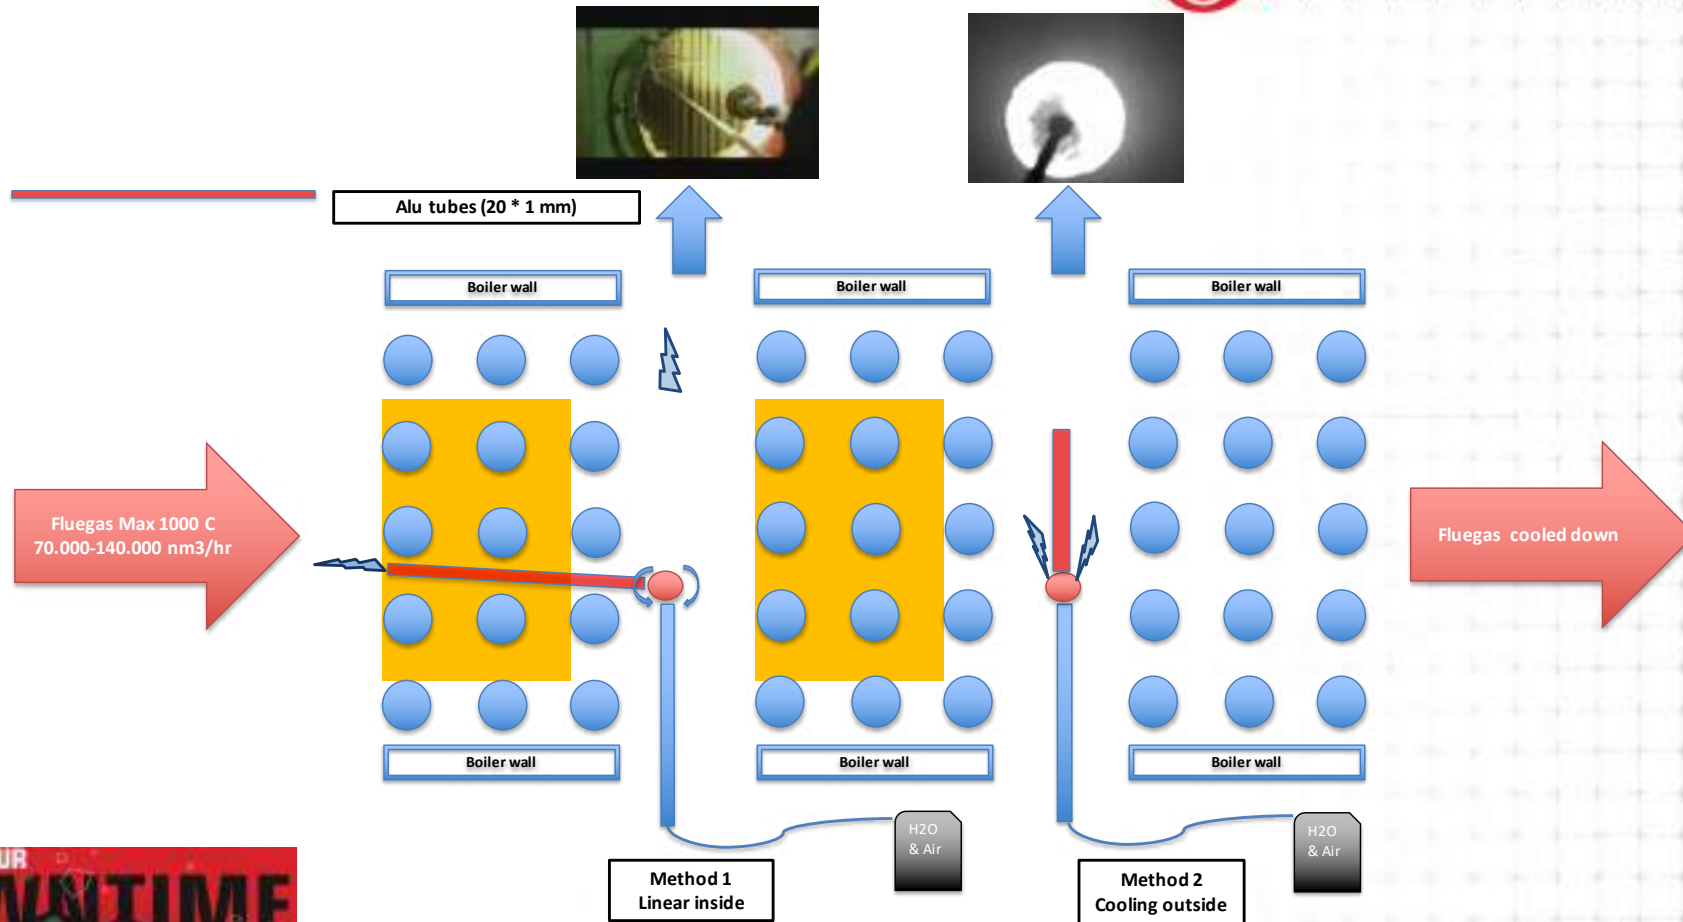 Alu tubes (20 * 1 mm)
Boiler wall
Boiler wall
Boiler wall
Fluegas Max 1000 C
70.000-140.000 nm3/hr
Fluegas cooled down
Boiler wall
Boiler wall
Boiler wall
H2O
& Air
H2O
& Air
Method 1
Linear inside
Method 2
Cooling outside